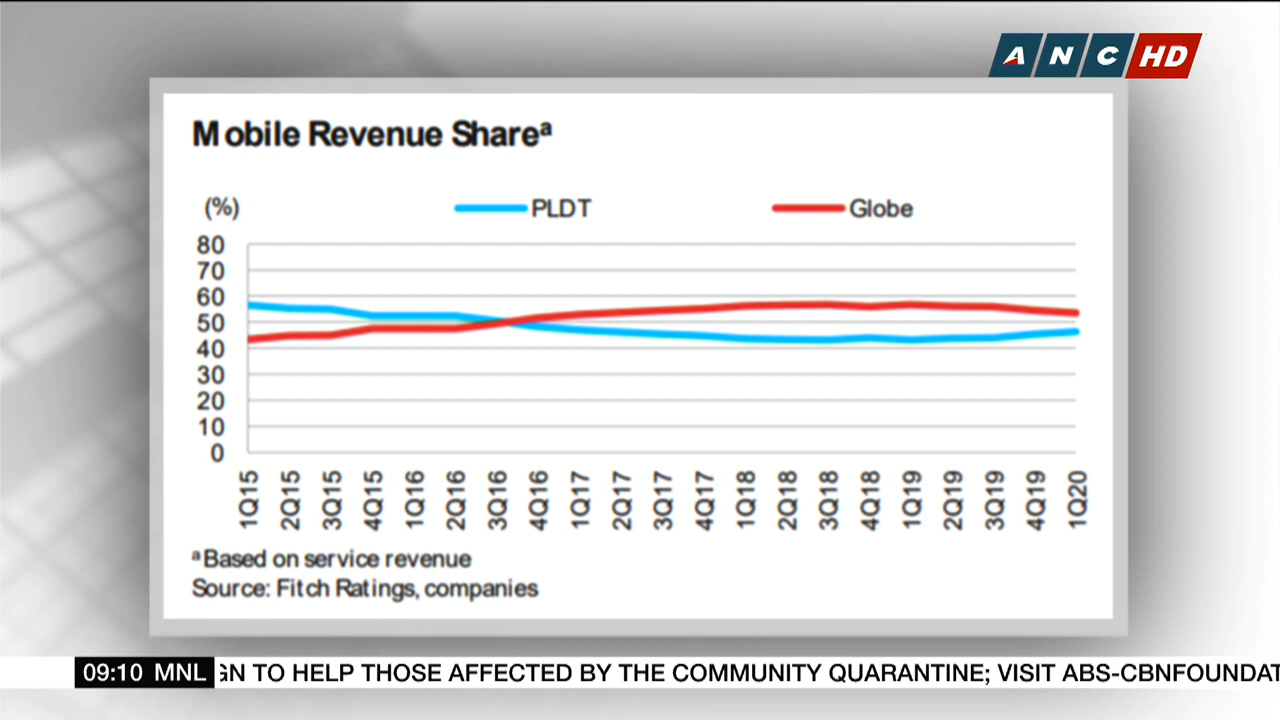 ANC HD
Mobile Revenue Shareᵃ
(%) PLDT Globe
80
70
60
50
40
30
20
10
0
1Q15 2Q15 3Q15 4Q15 1Q16 2Q16 3Q16 4Q16 1Q17 2Q17 3Q17 4Q17 1Q18 2Q18 3Q18 4Q18 1Q19 2Q19 3Q19 4Q19 1Q20
ᵃ Based on service revenue
Source: Fitch Ratings, companies
09:10 MNL GN TO HELP THOSE AFFECTED BY THE COMMUNITY QUARANTINE; VISIT ABS-CBNFOUNDAT